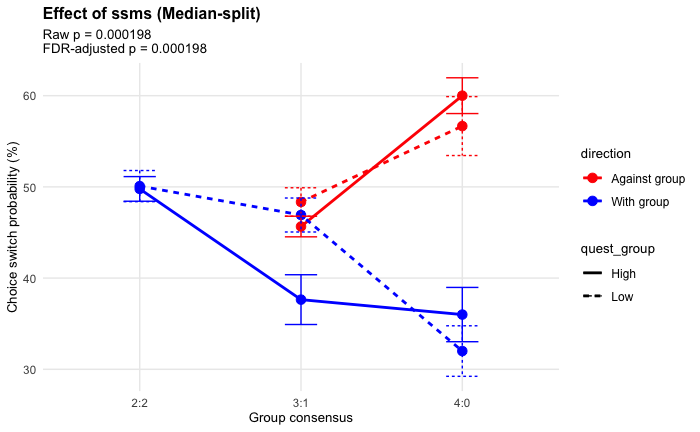 Effect of ssms (Median-split)
Raw p = 0.000198
FDR-adjusted p = 0.000198
Choice switch probability (%)
60
50
40
30
2:2
3:1
4:0
Group consensus
direction
Against group
With group
quest_group
High
Low